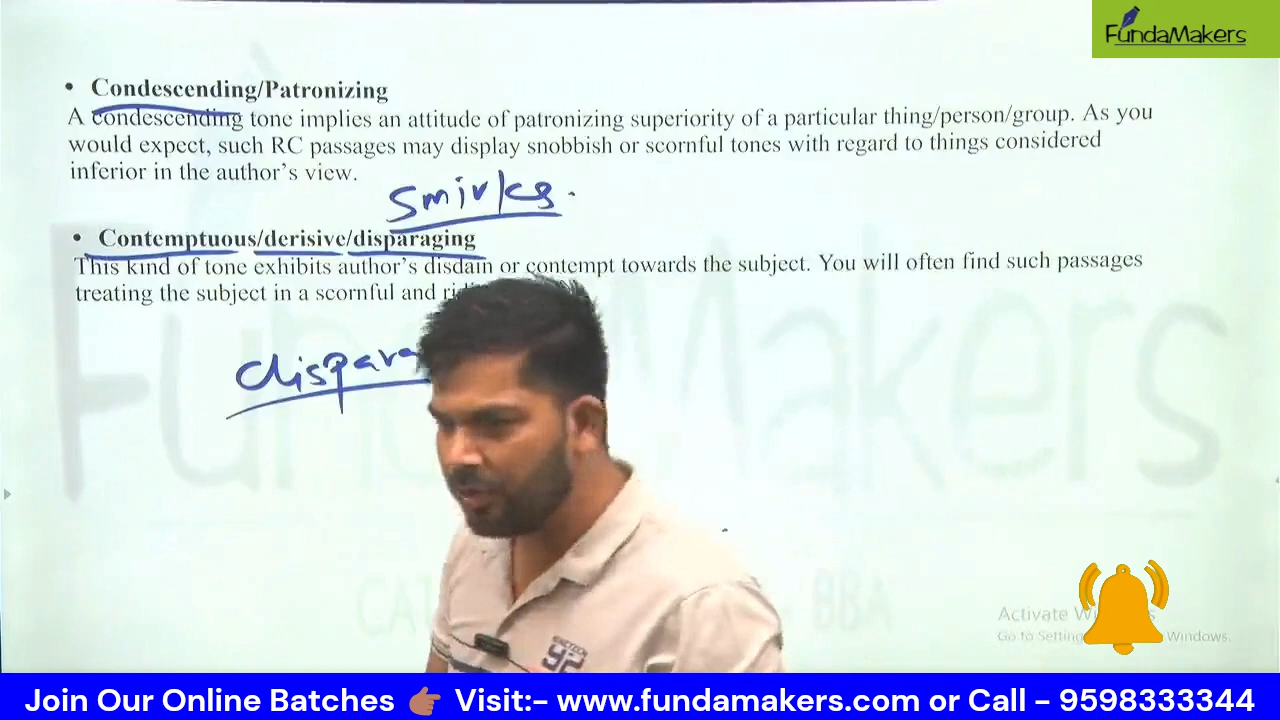 FundaMakers
• Condescending/Patronizing
A condescending tone implies an attitude of patronizing superiority of a particular thing/person/group. As you
would expect, such RC passages may display snobbish or scornful tones with regard to things considered
inferior in the author's view.
Smirks.
• Contemptuous/derisive/disparaging
This kind of tone exhibits author's disdain or contempt towards the subject. You will often find such passages
treating the subject in a scornful and
dispara
FundaMakers
BBA
Activate
Go to Windows.
Join Our Online Batches Visit:- www.fundamakers.com or Call - 9598333344